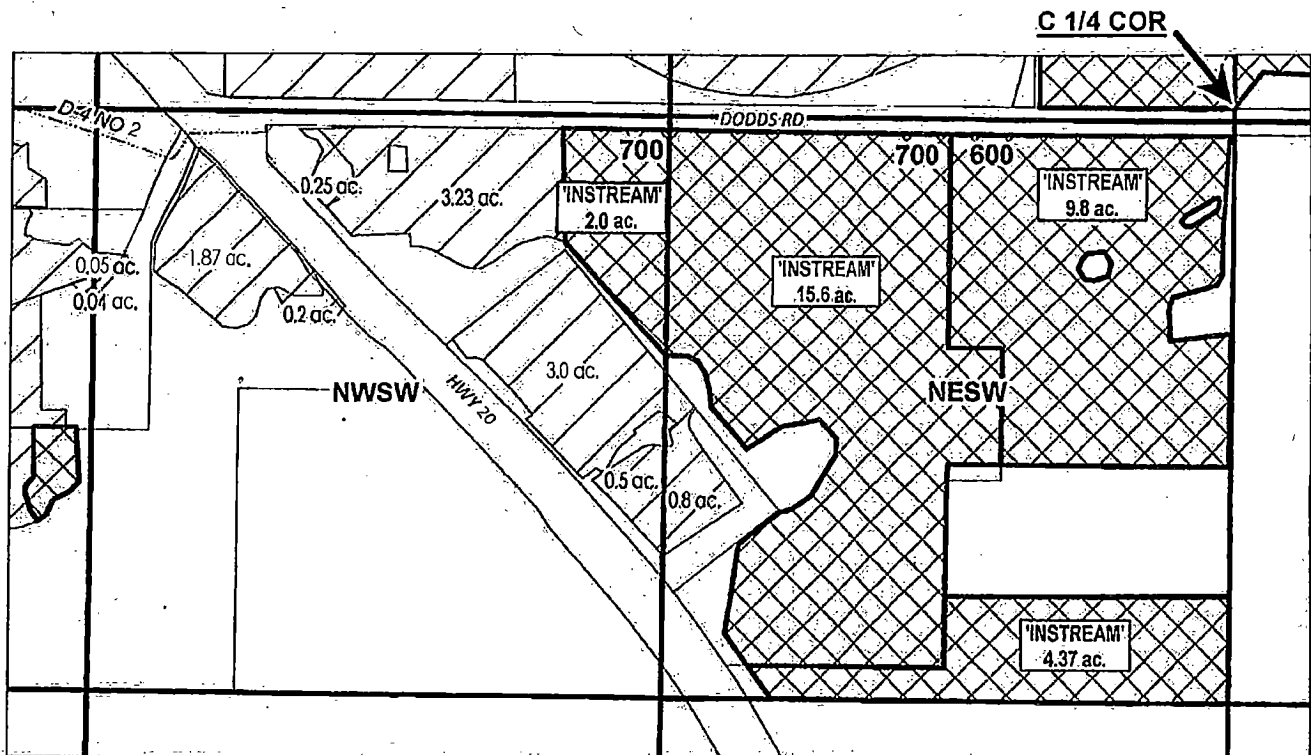 C 1/4 COR
D-4 NO 2
DODDS RD
700
700
600
'INSTREAM'
2.0 ac.
'INSTREAM'
9.8 ac.
0.25 ac.
3.23 ac.
0.05 ac.
0.04 ac.
1.87 ac.
0.2 ac.
'INSTREAM'
15.6 ac.
3.0 ac.
NWSW
HWY 20
NESW
0.5 ac.
0.8 ac.
'INSTREAM'
4.37 ac.